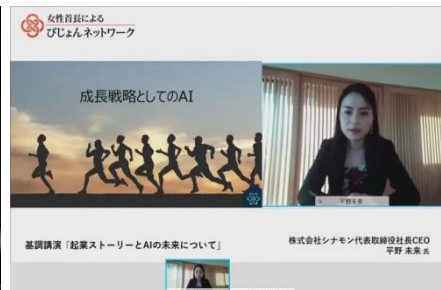 女性首長による
びじょんネットワーク
成長戦略としてのAI
平野未来
基調講演「起業ストーリーとAIの未来について」
株式会社シナモン代表取締役社長CEO
平野 未来 氏